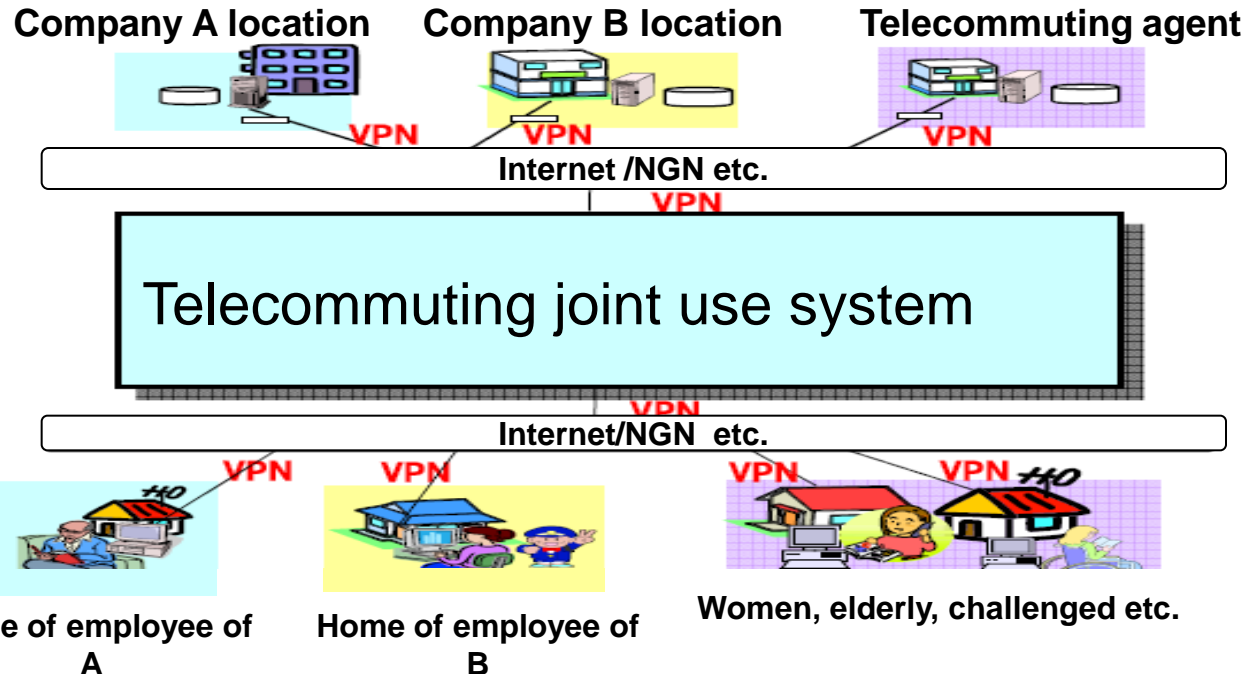 Company A location Company B location Telecommuting agent
VPN VPN VPN
Internet /NGN etc.
VPN
Telecommuting joint use system
VPN
Internet/NGN etc.
VPN VPN VPN VPN
e of employee of
A
Home of employee of
B
Women, elderly, challenged etc.